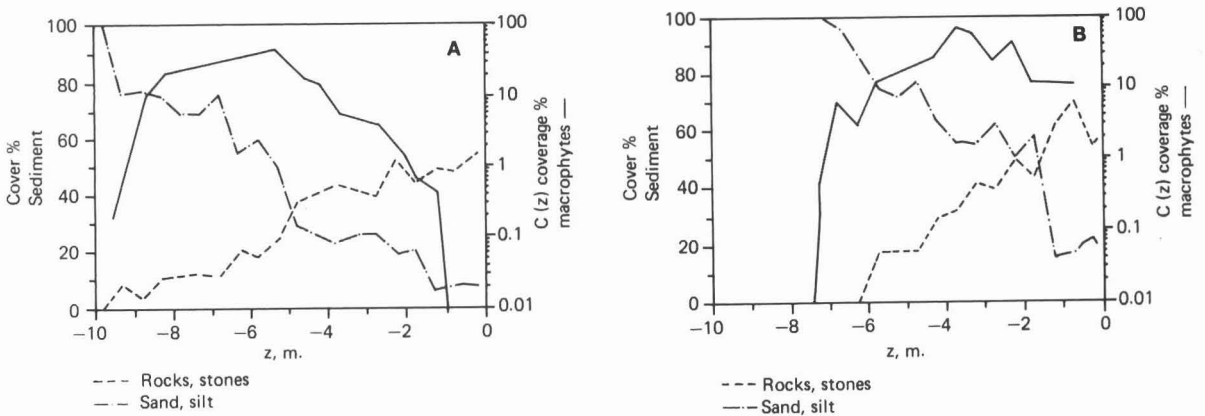 A
100
80
60
40
20
0
Cover %
Sediment
100
10
1
0.1
0.01
C (z) coverage %
macrophytes —
-10
-8
-6
-4
-2
0
z, m.
--- Rocks, stones
—·— Sand, silt
B
100
80
60
40
20
0
Cover %
Sediment
100
10
1
0.1
0.01
C (z) coverage %
macrophytes —
-10
-8
-6
-4
-2
0
z, m.
--- Rocks, stones
—·— Sand, silt